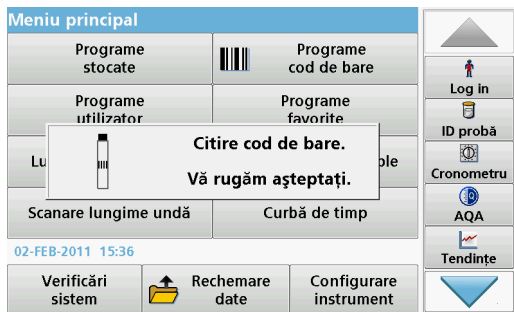 Meniu principal
Programe
stocate
Programe
cod de bare
Programe
utilizator
Programe
favorite
Citire cod de bare.
Vă rugăm aşteptaţi.
Scanare lungime undă
Curbă de timp
02-FEB-2011 15:36
Verificări
sistem
Rechemare
date
Configurare
instrument
Log in
ID probă
Cronometru
AQA
Tendinţe